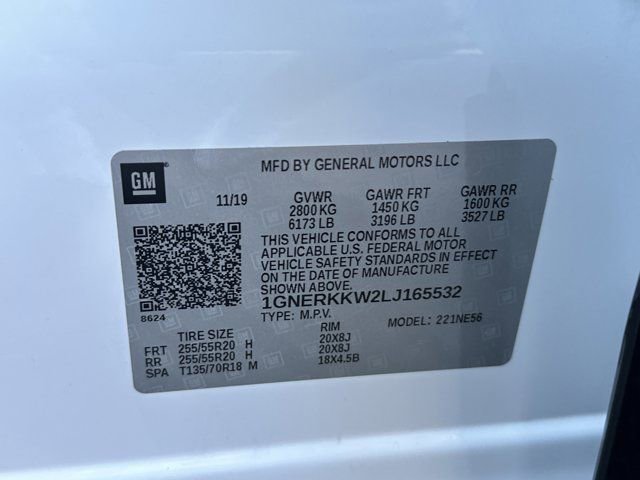 GM
MFD BY GENERAL MOTORS LLC
11/19 GVWR GAWR FRT GAWR RR
2800 KG 1450 KG 1600 KG
6173 LB 3196 LB 3527 LB
THIS VEHICLE CONFORMS TO ALL
APPLICABLE U.S. FEDERAL MOTOR
VEHICLE SAFETY STANDARDS IN EFFECT
ON THE DATE OF MANUFACTURE
SHOWN ABOVE.
8624
1GNERKKW2LJ165532
TYPE: M.P.V. MODEL: 221NE56
TIRE SIZE RIM
FRT 255/55R20 H 20X8J
RR 255/55R20 H 20X8J
SPA T135/70R18 M 18X4.5B